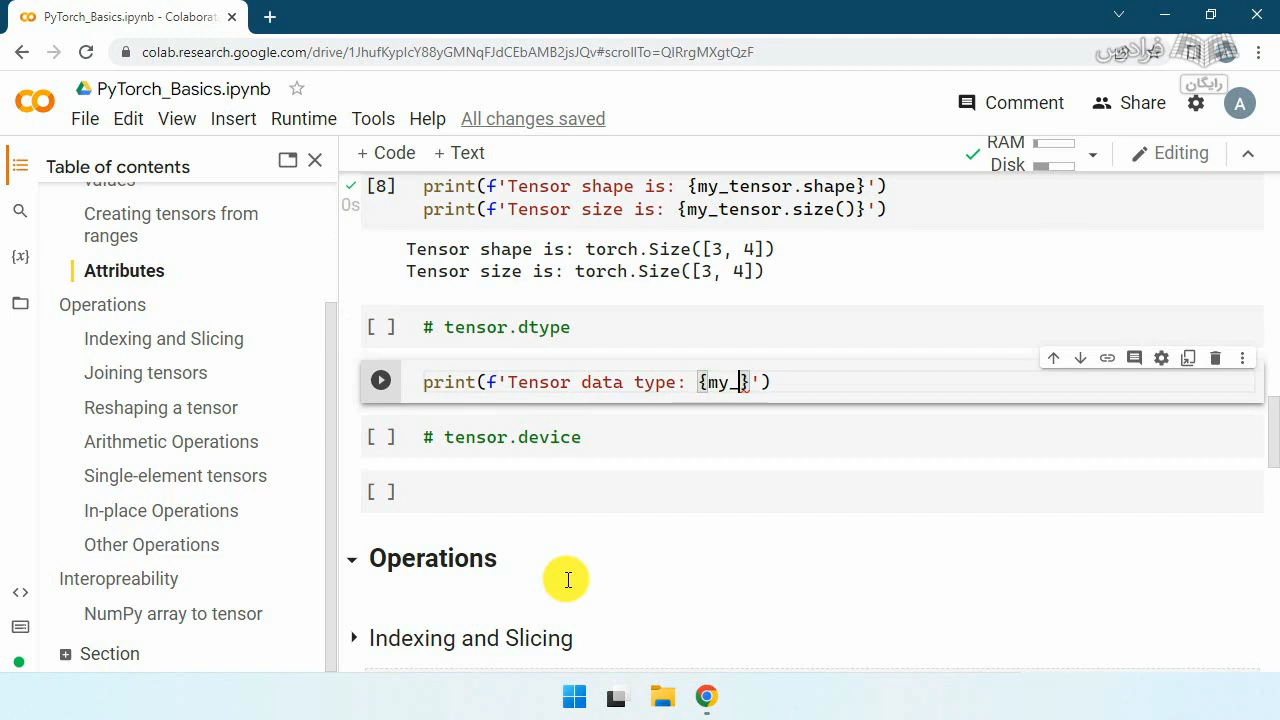 PyTorch_Basics.ipynb - Colaborat
colab.research.google.com/drive/1JhufKyplcY88yGMNqFJdCEbAMB2jsJQv#scrollTo=QlRrgMXgtQzF
فرادرس
رایگان
PyTorch_Basics.ipynb
File Edit View Insert Runtime Tools Help All changes saved
Comment Share A
Table of contents
+ Code + Text
RAM
Disk
Editing
values
Creating tensors from
ranges
Attributes
Operations
Indexing and Slicing
Joining tensors
Reshaping a tensor
Arithmetic Operations
Single-element tensors
In-place Operations
Other Operations
Interopreability
NumPy array to tensor
Section
[8] print(f'Tensor shape is: {my_tensor.shape}')
0s print(f'Tensor size is: {my_tensor.size()}')
Tensor shape is: torch.Size([3, 4])
Tensor size is: torch.Size([3, 4])
[ ] # tensor.dtype
print(f'Tensor data type: {my_}')
[ ] # tensor.device
[ ]
Operations
Indexing and Slicing